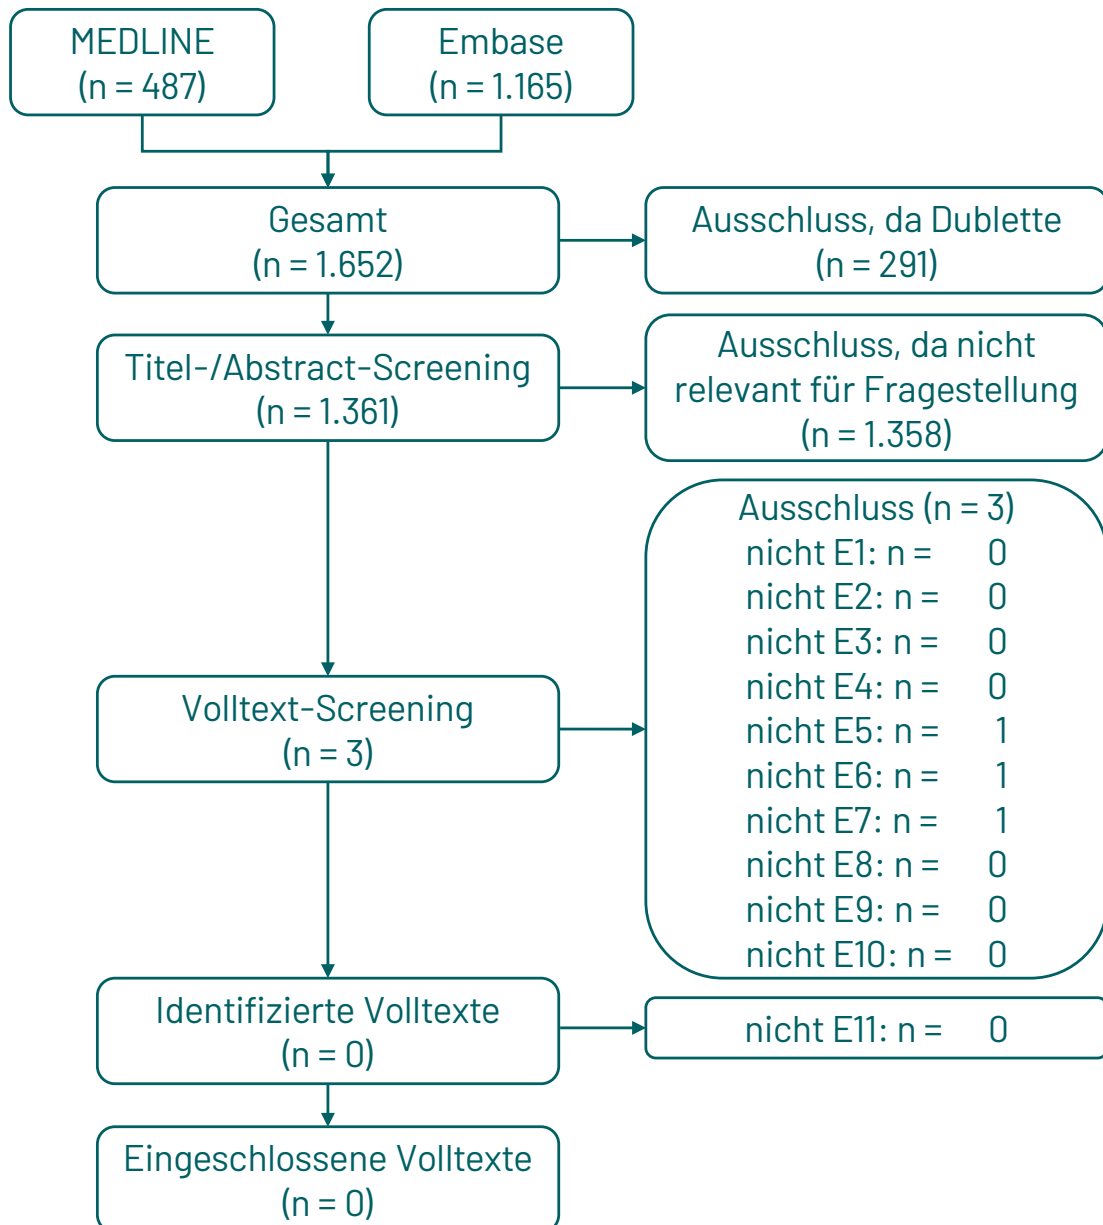 MEDLINE
(n = 487)
Embase
(n = 1.165)
Gesamt
(n = 1.652)
Ausschluss, da Dublette
(n = 291)
Titel-/Abstract-Screening
(n = 1.361)
Ausschluss, da nicht
relevant für Fragestellung
(n = 1.358)
Volltext-Screening
(n = 3)
Ausschluss (n = 3)
nicht E1: n = 0
nicht E2: n = 0
nicht E3: n = 0
nicht E4: n = 0
nicht E5: n = 1
nicht E6: n = 1
nicht E7: n = 1
nicht E8: n = 0
nicht E9: n = 0
nicht E10: n = 0
Identifizierte Volltexte
(n = 0)
nicht E11: n = 0
Eingeschlossene Volltexte
(n = 0)